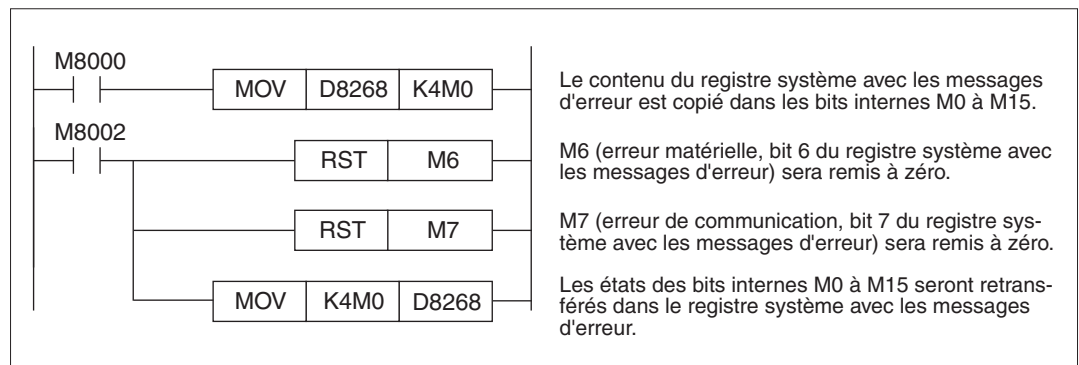 M8000
MOV D8268 K4M0
Le contenu du registre système avec les messages
d'erreur est copié dans les bits internes M0 à M15.
M8002
RST M6
M6 (erreur matérielle, bit 6 du registre système avec
les messages d'erreur) sera remis à zéro.
RST M7
M7 (erreur de communication, bit 7 du registre sys-
tème avec les messages d'erreur) sera remis à zéro.
MOV K4M0 D8268
Les états des bits internes M0 à M15 seront retrans-
férés dans le registre système avec les messages
d'erreur.